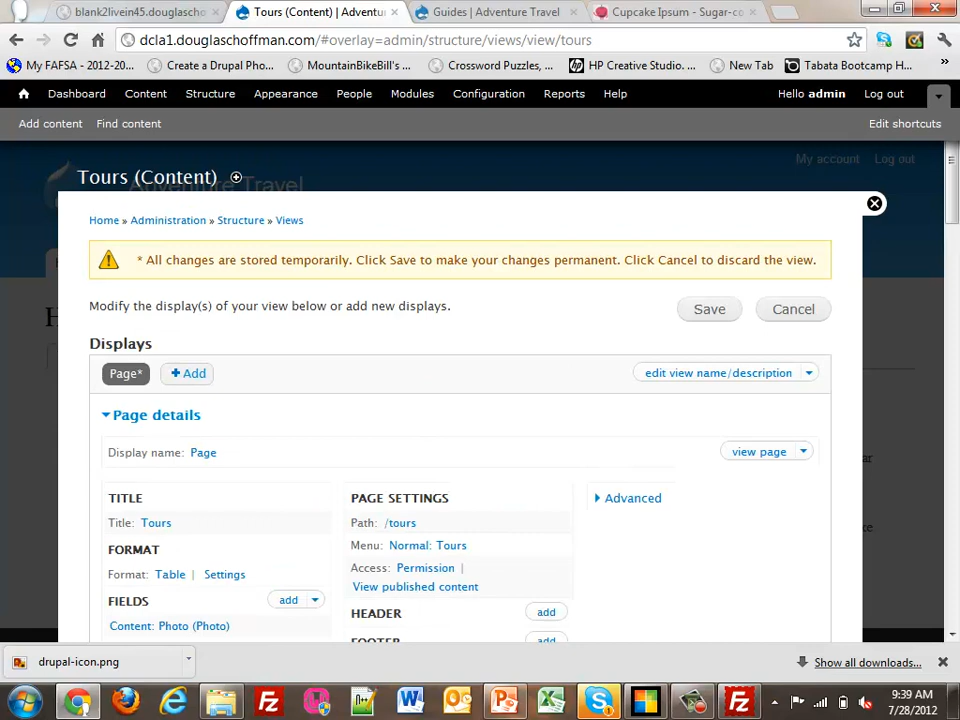 blank2livein45.douglascho
Tours (Content) | Adventu
Guides | Adventure Travel
Cupcake Ipsum - Sugar-co
dcla1.douglaschoffman.com/#overlay=admin/structure/views/view/tours
My FAFSA - 2012-20...
Create a Drupal Pho...
MountainBikeBill's ...
Crossword Puzzles, ...
HP Creative Studio. ...
New Tab
Tabata Bootcamp H...
Dashboard Content Structure Appearance People Modules Configuration Reports Help Hello admin Log out
Add content Find content Edit shortcuts
My account Log out
Tours (Content)
Adventure Travel
Home » Administration » Structure » Views
* All changes are stored temporarily. Click Save to make your changes permanent. Click Cancel to discard the view.
Modify the display(s) of your view below or add new displays.
Save Cancel
Displays
Page* Add edit view name/description
Page details
Display name: Page view page
TITLE
Title: Tours
FORMAT
Format: Table | Settings
FIELDS add
Content: Photo (Photo)
PAGE SETTINGS
Path: /tours
Menu: Normal: Tours
Access: Permission |
View published content
HEADER add
FOOTER add
Advanced
drupal-icon.png
Show all downloads...
9:39 AM
7/28/2012